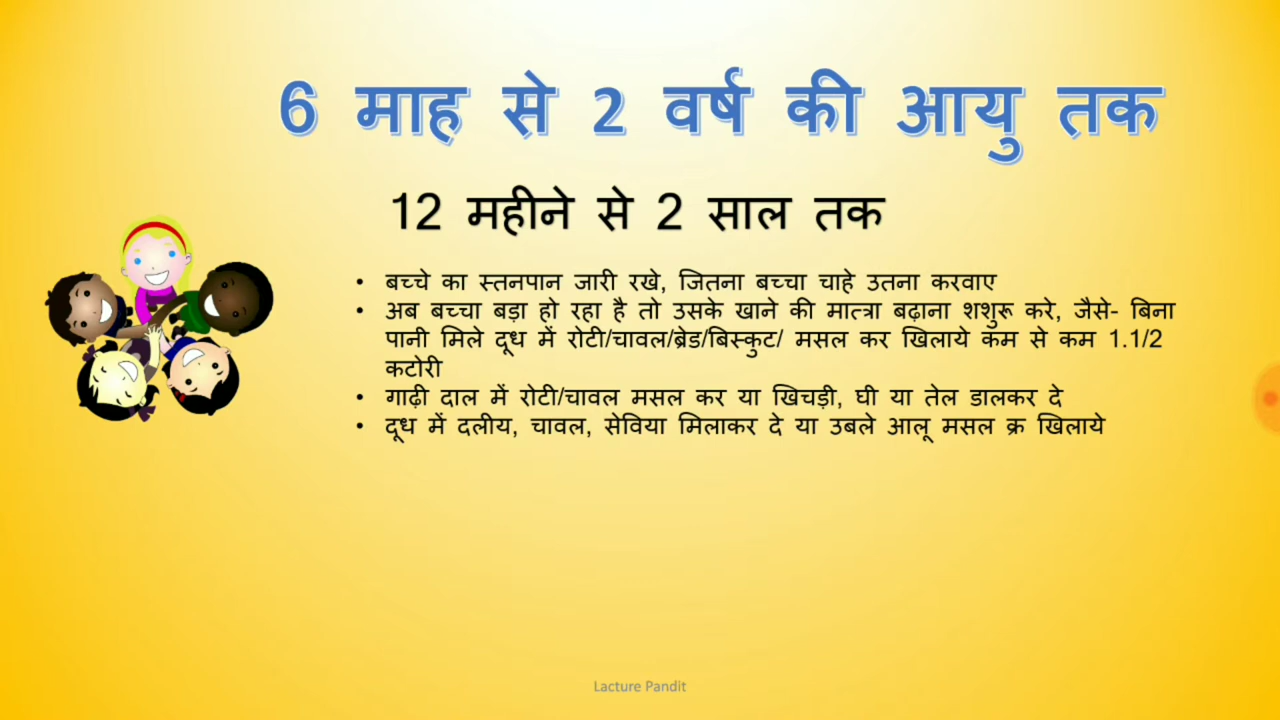 6 माह से 2 वर्ष की आयु तक
12 महीने से 2 साल तक
• बच्चे का स्तनपान जारी रखे, जितना बच्चा चाहे उतना करवाए
• अब बच्चा बड़ा हो रहा है तो उसके खाने की मात्त्रा बढ़ाना शशुरू करे, जैसे- बिना
पानी मिले दूध में रोटी/चावल/ब्रेड/बिस्कुट/ मसल कर खिलाये कम से कम 1.1/2
कटोरी
• गाढ़ी दाल में रोटी/चावल मसल कर या खिचड़ी, घी या तेल डालकर दे
• दूध में दलीय, चावल, सेविया मिलाकर दे या उबले आलू मसल क्र खिलाये
Lacture Pandit